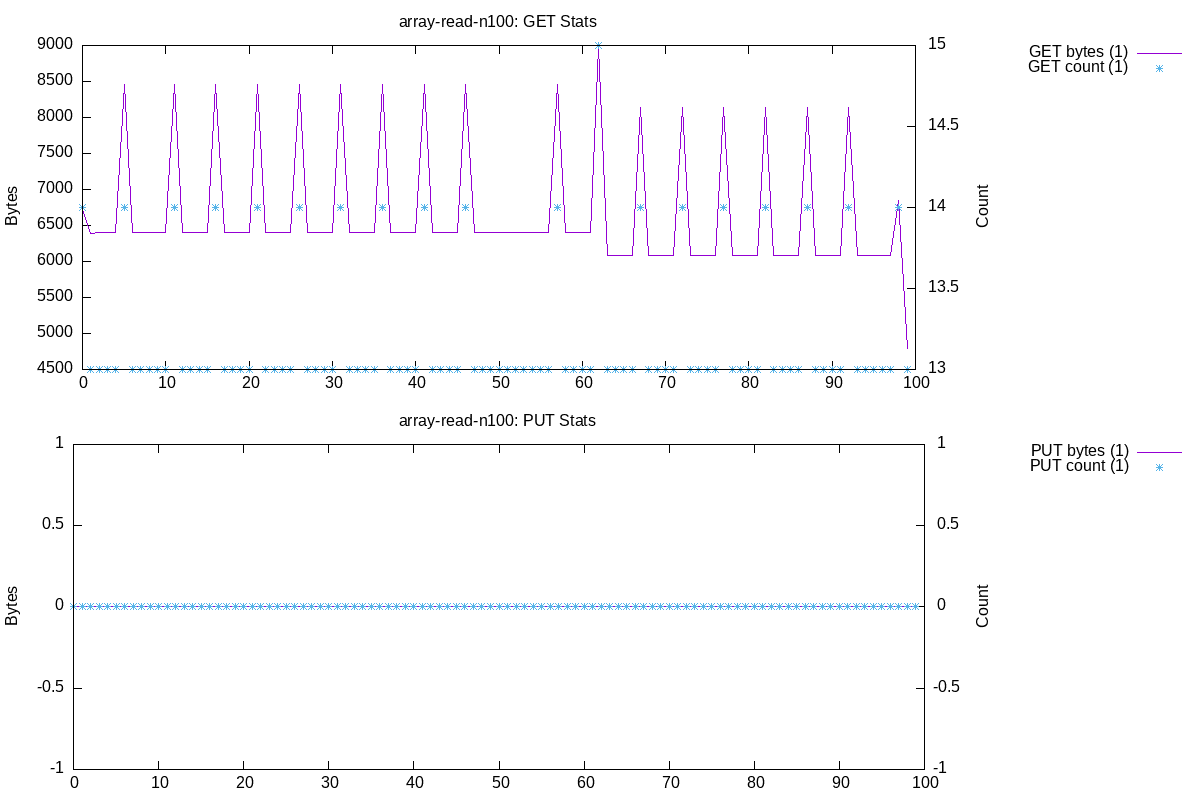 array-read-n100: GET Stats
GET bytes (1)
GET count (1)
9000
8500
8000
7500
7000
6500
6000
5500
5000
4500
Bytes
15
14.5
14
13.5
13
Count
0 10 20 30 40 50 60 70 80 90 100
array-read-n100: PUT Stats
PUT bytes (1)
PUT count (1)
1
0.5
0
-0.5
-1
Bytes
1
0.5
0
-0.5
-1
Count
0 10 20 30 40 50 60 70 80 90 100